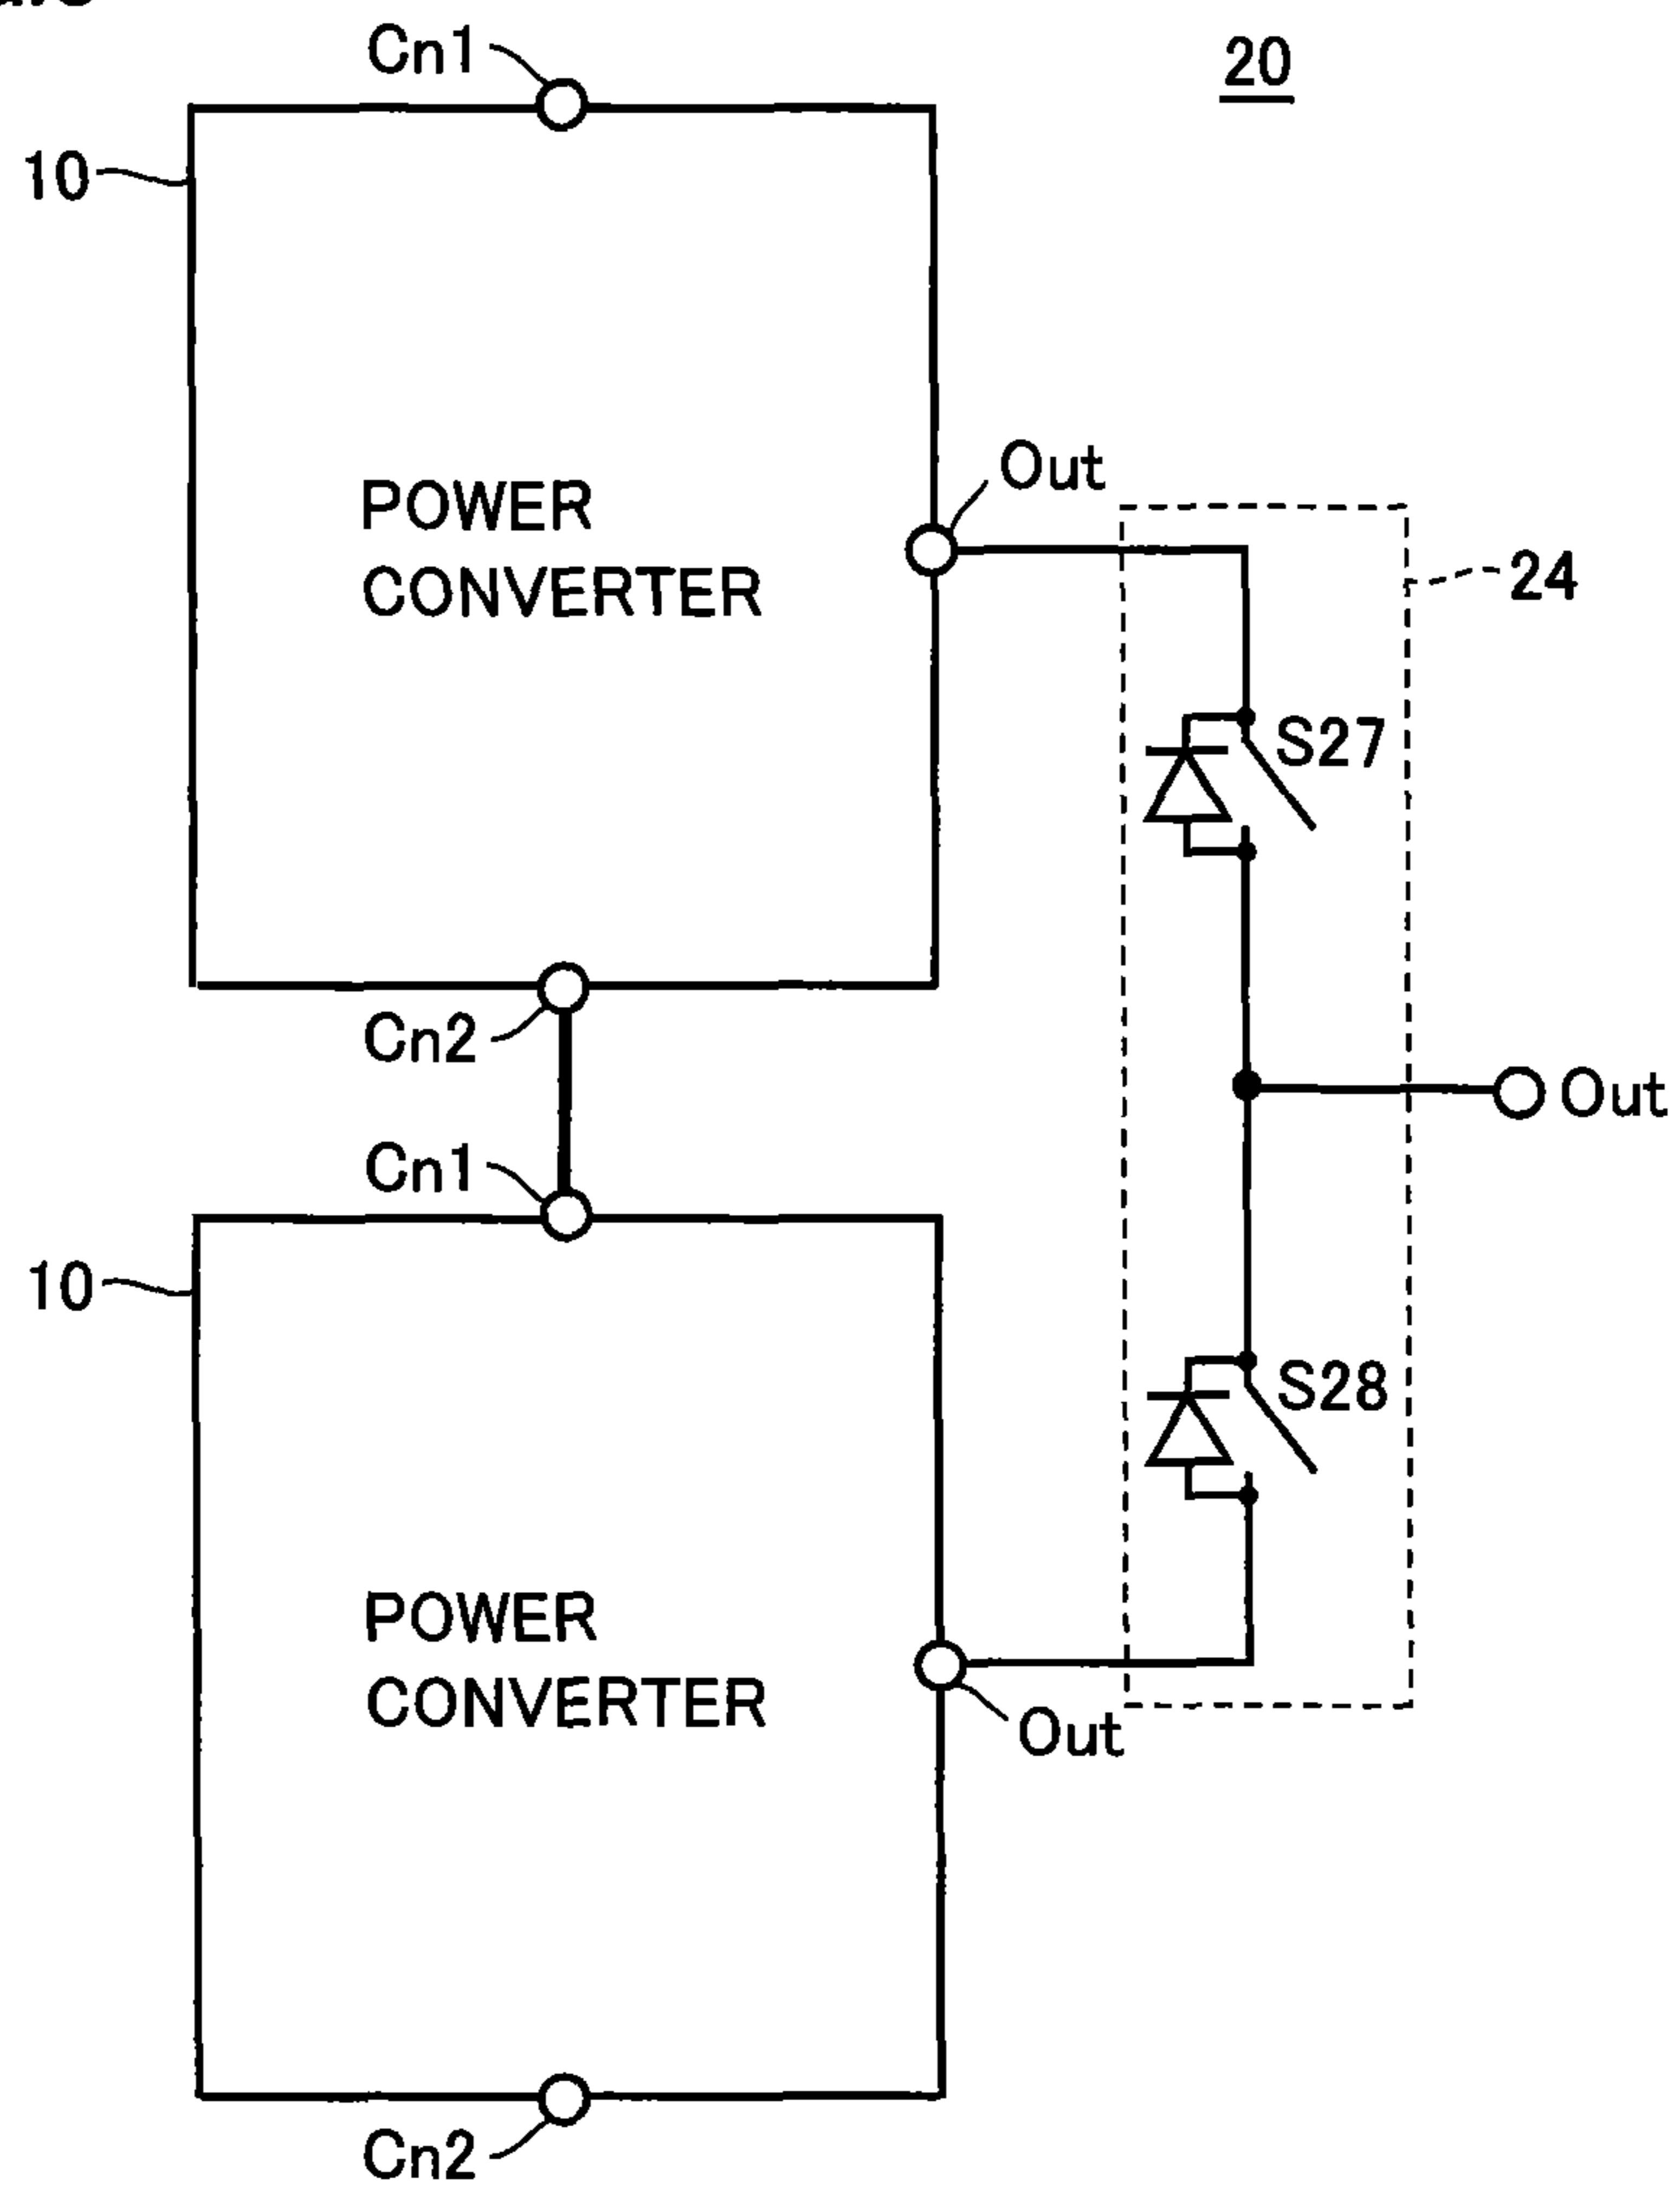 Cn1
20
10
Out
POWER
CONVERTER
24
S27
Cn2
Out
Cn1
10
S28
POWER
CONVERTER
Out
Cn2